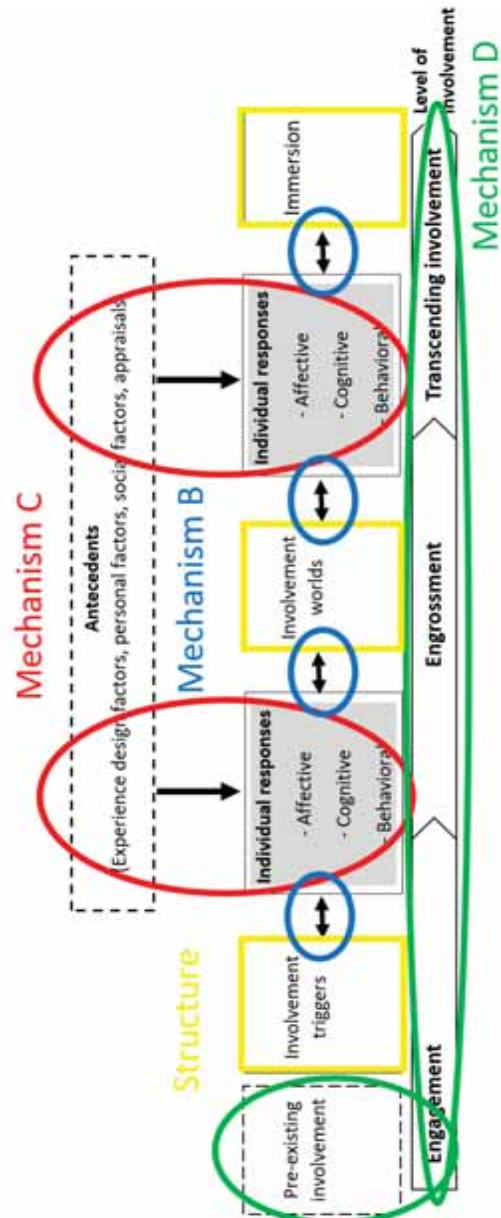 Mechanism C
Antecedents
(Experience design factors, personal factors, social factors, appraisals)
Structure
Mechanism B
Pre-existing
involvement
Involvement
triggers
Individual responses
- Affective
- Cognitive
- Behavioral
Involvement
worlds
Individual responses
- Affective
- Cognitive
- Behavioral
Immersion
Engagement
Engrossment
Transcending involvement
Level of
involvement
Mechanism D